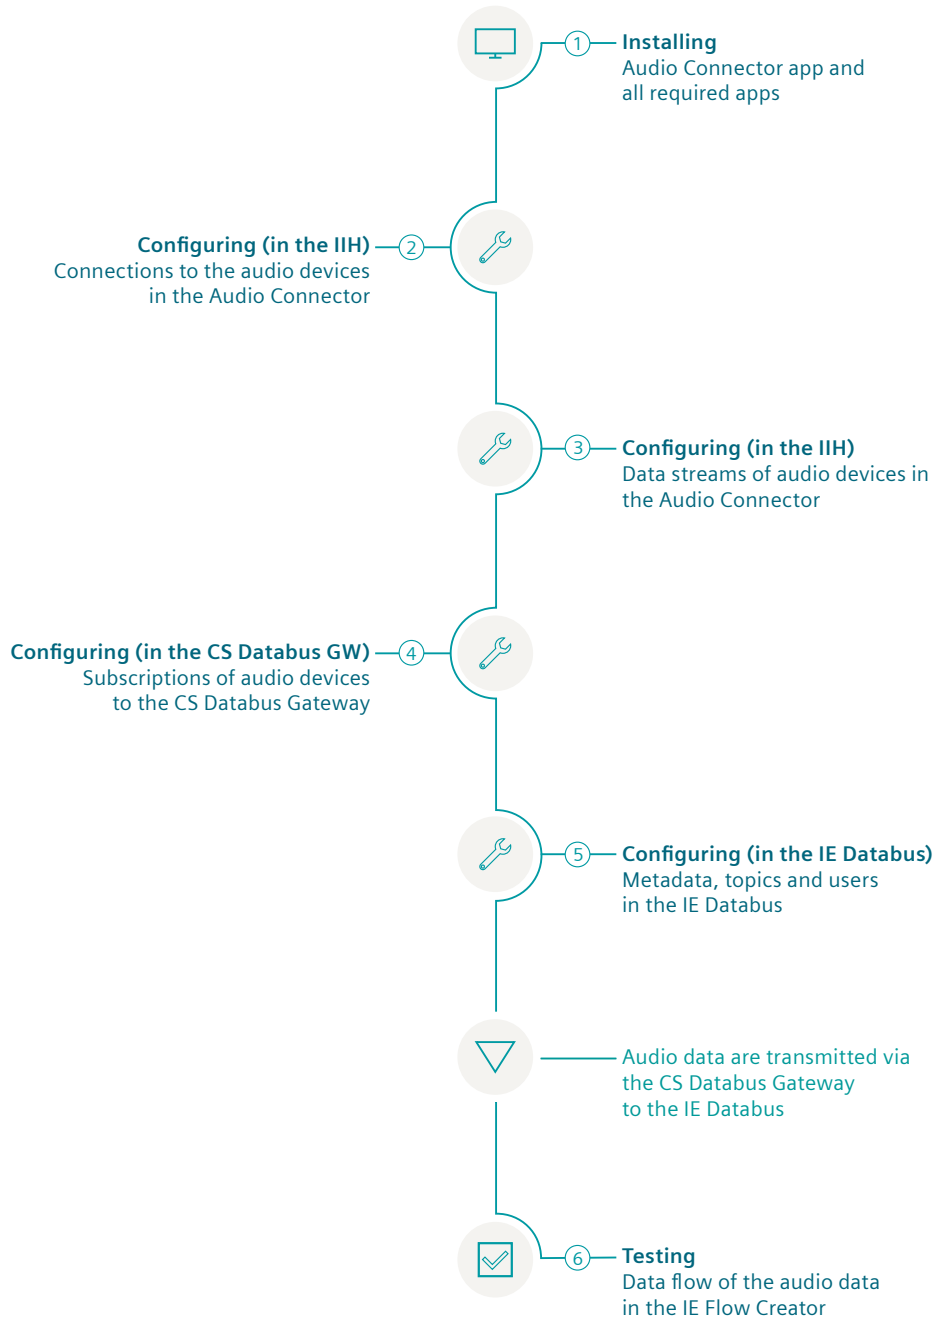 1
Installing
Audio Connector app and
all required apps
Configuring (in the IIH)
2
Connections to the audio devices
in the Audio Connector
3
Configuring (in the IIH)
Data streams of audio devices in
the Audio Connector
Configuring (in the CS Databus GW)
4
Subscriptions of audio devices
to the CS Databus Gateway
5
Configuring (in the IE Databus)
Metadata, topics and users
in the IE Databus
Audio data are transmitted via
the CS Databus Gateway
to the IE Databus
6
Testing
Data flow of the audio data
in the IE Flow Creator